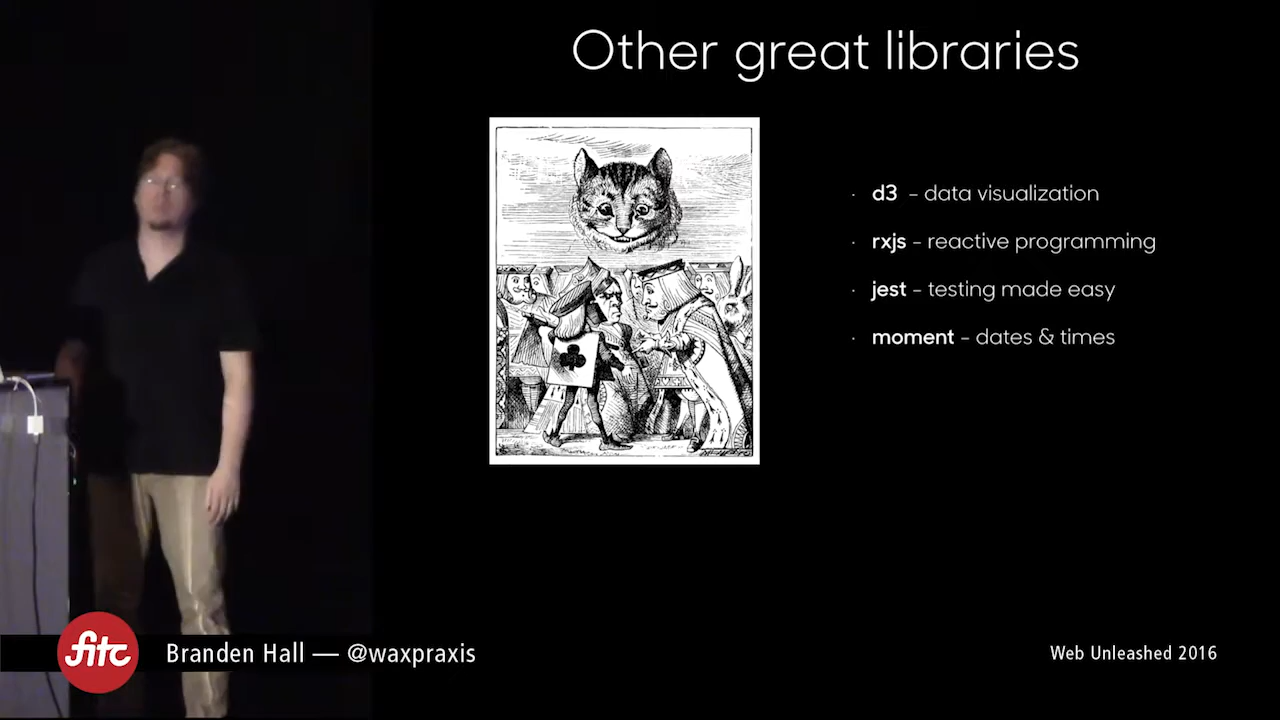 Other great libraries
· d3 – data visualization
· rxjs - reactive programming
· jest - testing made easy
· moment - dates & times
fitc
Branden Hall — @waxpraxis
Web Unleashed 2016